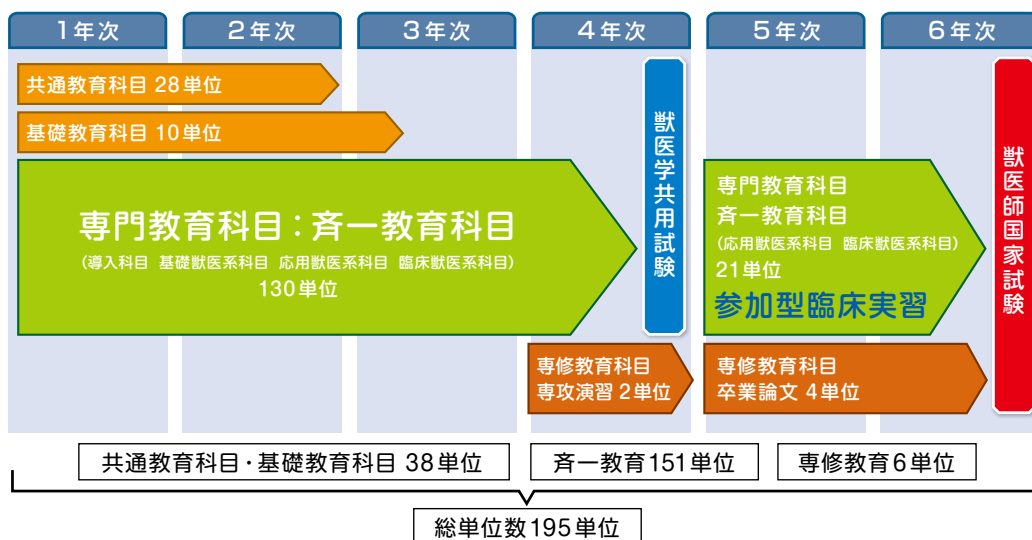 1年次
2年次
3年次
4年次
5年次
6年次
共通教育科目 28単位
基礎教育科目 10単位
専門教育科目:斉一教育科目
(導入科目 基礎獣医系科目 応用獣医系科目 臨床獣医系科目)
130単位
獣医学共用試験
専門教育科目
斉一教育科目
(応用獣医系科目 臨床獣医系科目)
21単位
参加型臨床実習
獣医師国家試験
専修教育科目
専攻演習 2単位
専修教育科目
卒業論文 4単位
共通教育科目・基礎教育科目 38単位
斉一教育151単位
専修教育6単位
総単位数195単位